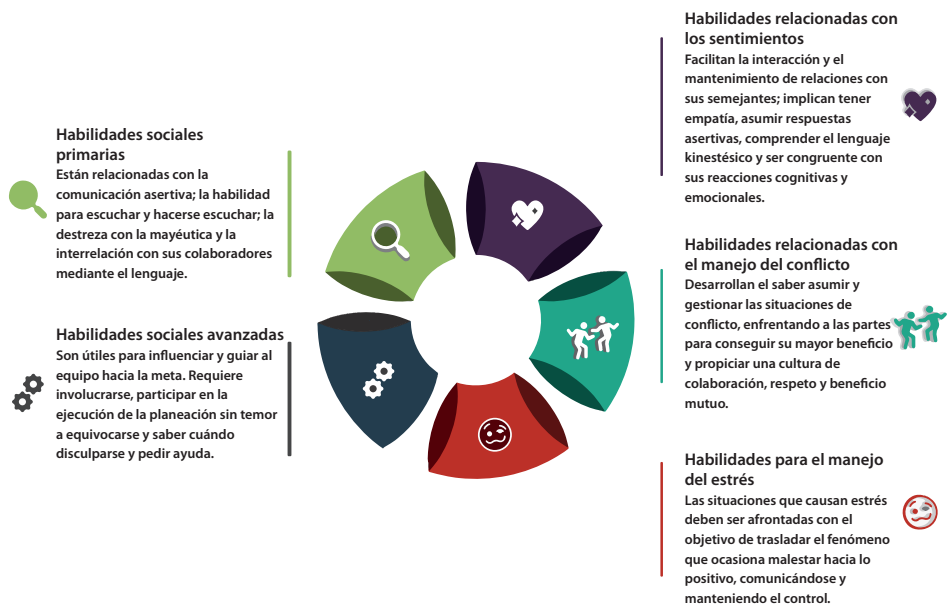 Habilidades sociales
primarias
Están relacionadas con la
comunicación asertiva; la habilidad
para escuchar y hacerse escuchar; la
destreza con la mayéutica y la
interrelación con sus colaboradores
mediante el lenguaje.
Habilidades sociales avanzadas
Son útiles para influenciar y guiar al
equipo hacia la meta. Requiere
involucrarse, participar en la
ejecución de la planeación sin temor
a equivocarse y saber cuándo
disculparse y pedir ayuda.
Habilidades relacionadas con
los sentimientos
Facilitan la interacción y el
mantenimiento de relaciones con
sus semejantes; implican tener
empatía, asumir respuestas
asertivas, comprender el lenguaje
kinestésico y ser congruente con
sus reacciones cognitivas y
emocionales.
Habilidades relacionadas con
el manejo del conflicto
Desarrollan el saber asumir y
gestionar las situaciones de
conflicto, enfrentando a las partes
para conseguir su mayor beneficio
y propiciar una cultura de
colaboración, respeto y beneficio
mutuo.
Habilidades para el manejo
del estrés
Las situaciones que causan estrés
deben ser afrontadas con el
objetivo de trasladar el fenómeno
que ocasiona malestar hacia lo
positivo, comunicándose y
manteniendo el control.